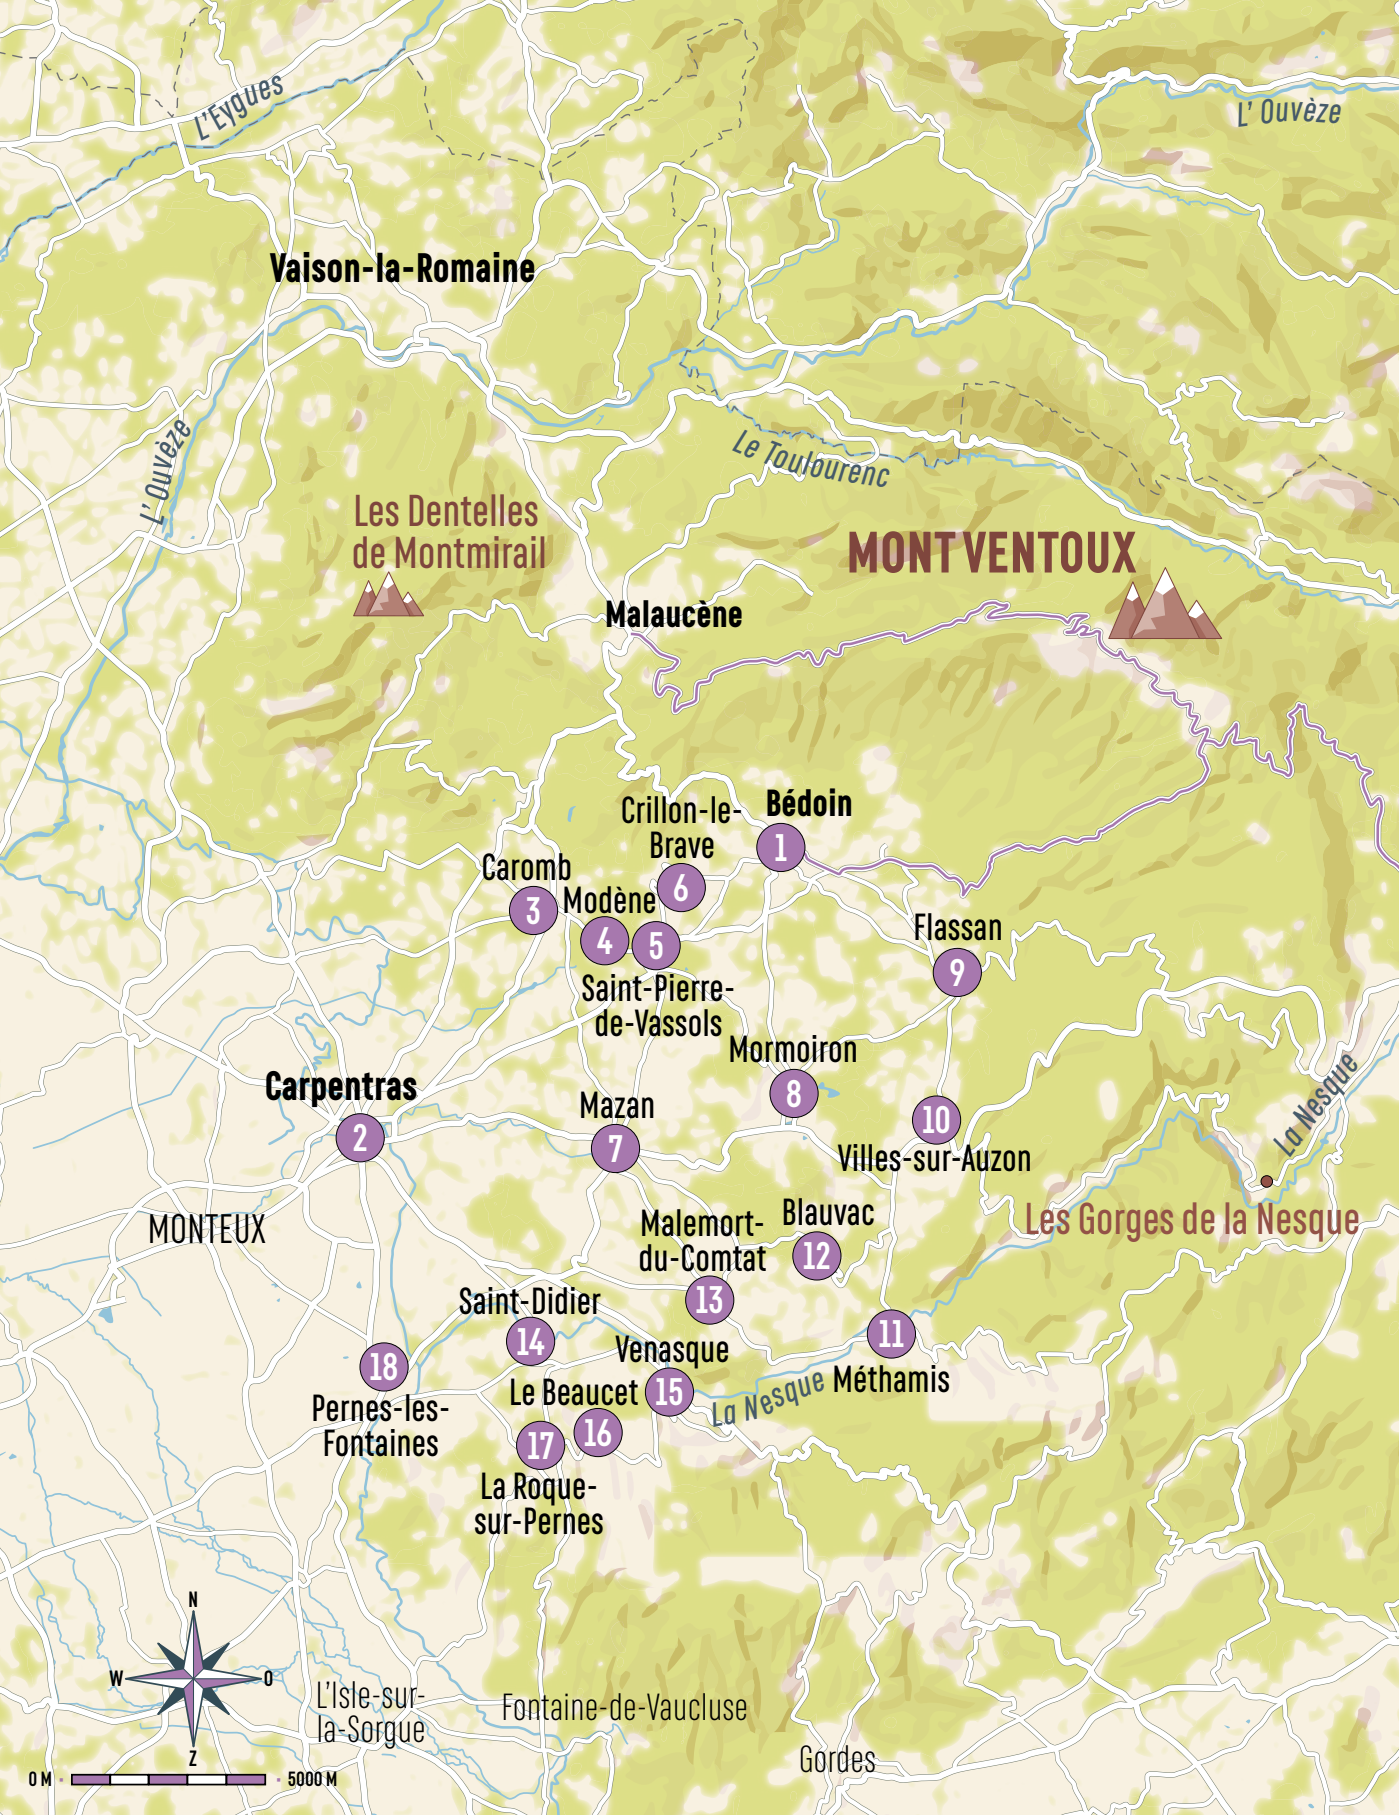 L'Eygues
L' Ouvèze
Vaison-la-Romaine
L' Ouvèze
Le Toulourenc
Les Dentelles
de Montmirail
MONT VENTOUX
Malaucène
Crillon-le-
Brave
Bédoin
1
Caromb
6
Modène
3
4
5
Flassan
9
Saint-Pierre-
de-Vassols
Mormoiron
8
Carpentras
2
Mazan
7
10
Villes-sur-Auzon
La Nesque
Les Gorges de la Nesque
MONTEUX
Malemort-
du-Comtat
Blauvac
12
13
Saint-Didier
14
11
Méthamis
Venasque
15
18
Pernes-les-
Fontaines
Le Beaucet
16
17
La Nesque
La Roque-
sur-Pernes
N
W
O
Z
0 M
5000 M
L'Isle-sur-
la-Sorgue
Fontaine-de-Vaucluse
Gordes